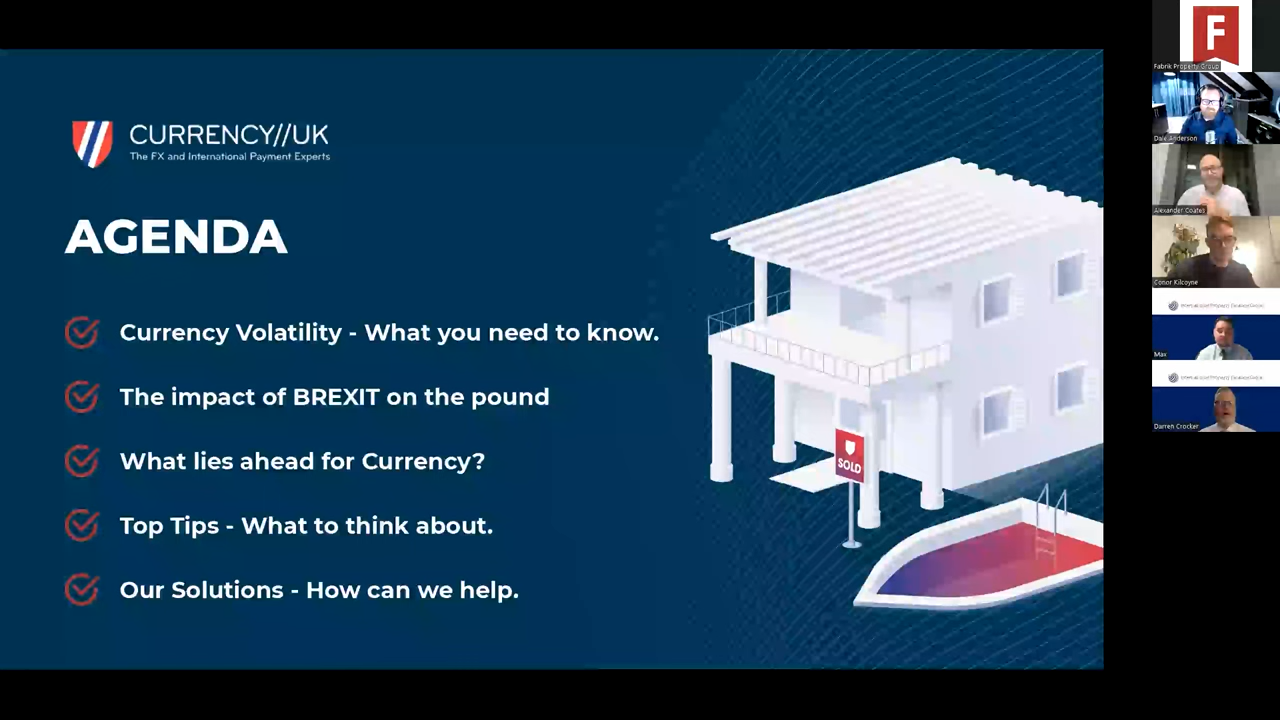 CURRENCY//UK
The FX and International Payment Experts
AGENDA
Currency Volatility - What you need to know.
The impact of BREXIT on the pound
What lies ahead for Currency?
Top Tips - What to think about.
Our Solutions - How can we help.
SOLD
F
Fabrik Property Group
Dale Anderson
Alexander Coates
Conor Kilcoyne
Max
Darren Crocker